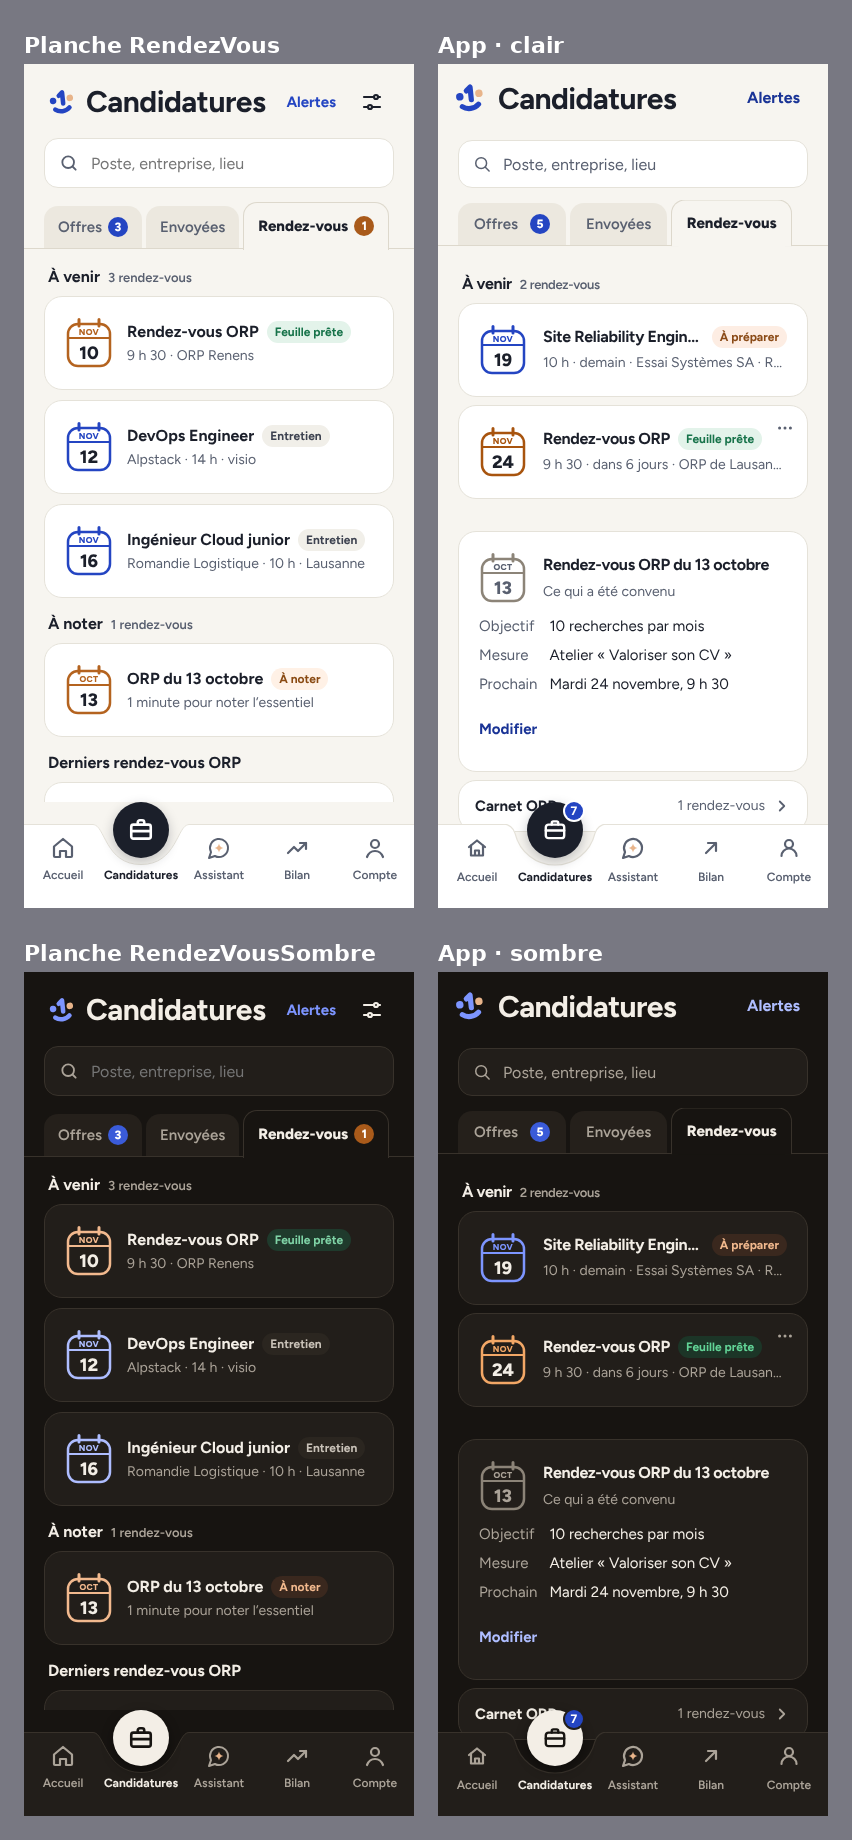 Planche RendezVous
Candidatures
Alertes
Poste, entreprise, lieu
Offres 3
Envoyées
Rendez-vous 1
À venir 3 rendez-vous
NOV
10
Rendez-vous ORP Feuille prête
9 h 30 · ORP Renens
NOV
12
DevOps Engineer Entretien
Alpstack · 14 h · visio
NOV
16
Ingénieur Cloud junior Entretien
Romandie Logistique · 10 h · Lausanne
À noter 1 rendez-vous
OCT
13
ORP du 13 octobre À noter
1 minute pour noter l’essentiel
Derniers rendez-vous ORP
Accueil
Candidatures
Assistant
Bilan
Compte
App · clair
Candidatures
Alertes
Poste, entreprise, lieu
Offres 5
Envoyées
Rendez-vous
À venir 2 rendez-vous
NOV
19
Site Reliability Engin... À préparer
10 h · demain · Essai Systèmes SA · R...
NOV
24
Rendez-vous ORP Feuille prête
9 h 30 · dans 6 jours · ORP de Lausan...
OCT
13
Rendez-vous ORP du 13 octobre
Ce qui a été convenu
Objectif 10 recherches par mois
Mesure Atelier « Valoriser son CV »
Prochain Mardi 24 novembre, 9 h 30
Modifier
Carnet ORP 1 rendez-vous
7
Accueil
Candidatures
Assistant
Bilan
Compte
Planche RendezVousSombre
Candidatures
Alertes
Poste, entreprise, lieu
Offres 3
Envoyées
Rendez-vous 1
À venir 3 rendez-vous
NOV
10
Rendez-vous ORP Feuille prête
9 h 30 · ORP Renens
NOV
12
DevOps Engineer Entretien
Alpstack · 14 h · visio
NOV
16
Ingénieur Cloud junior Entretien
Romandie Logistique · 10 h · Lausanne
À noter 1 rendez-vous
OCT
13
ORP du 13 octobre À noter
1 minute pour noter l’essentiel
Derniers rendez-vous ORP
Accueil
Candidatures
Assistant
Bilan
Compte
App · sombre
Candidatures
Alertes
Poste, entreprise, lieu
Offres 5
Envoyées
Rendez-vous
À venir 2 rendez-vous
NOV
19
Site Reliability Engin... À préparer
10 h · demain · Essai Systèmes SA · R...
NOV
24
Rendez-vous ORP Feuille prête
9 h 30 · dans 6 jours · ORP de Lausan...
OCT
13
Rendez-vous ORP du 13 octobre
Ce qui a été convenu
Objectif 10 recherches par mois
Mesure Atelier « Valoriser son CV »
Prochain Mardi 24 novembre, 9 h 30
Modifier
Carnet ORP 1 rendez-vous
7
Accueil
Candidatures
Assistant
Bilan
Compte